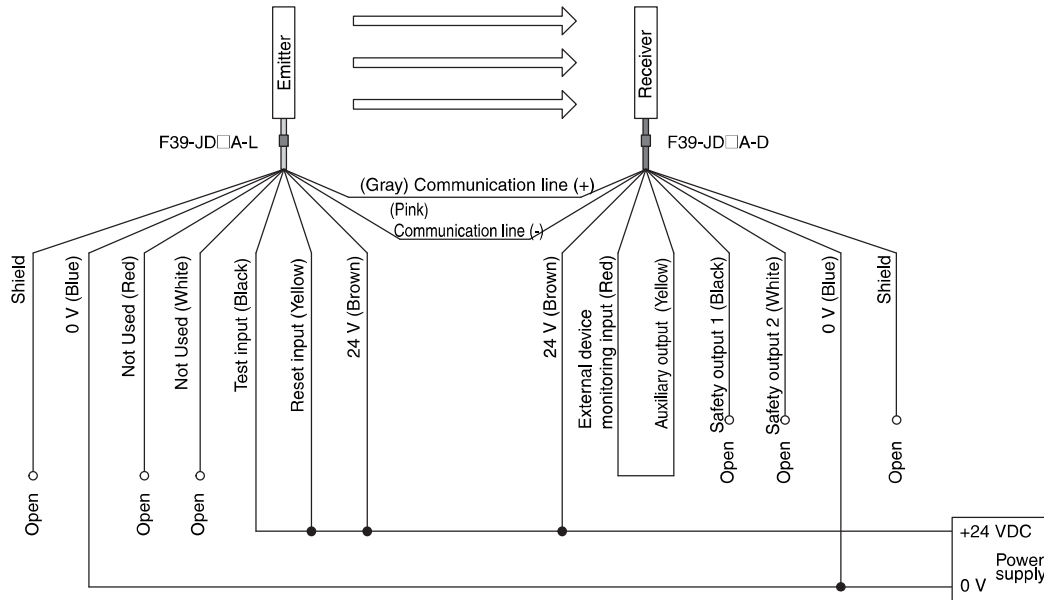 Emitter
Receiver
F39-JD□A-L
F39-JD□A-D
(Gray) Communication line (+)
(Pink)
Communication line (-)
Shield
0 V (Blue)
Not Used (Red)
Not Used (White)
Test input (Black)
Reset input (Yellow)
24 V (Brown)
24 V (Brown)
External device
monitoring input (Red)
Auxiliary output (Yellow)
Safety output 1 (Black)
Safety output 2 (White)
0 V (Blue)
Shield
Open
Open
Open
Open
Open
Open
+24 VDC
Power
supply
0 V